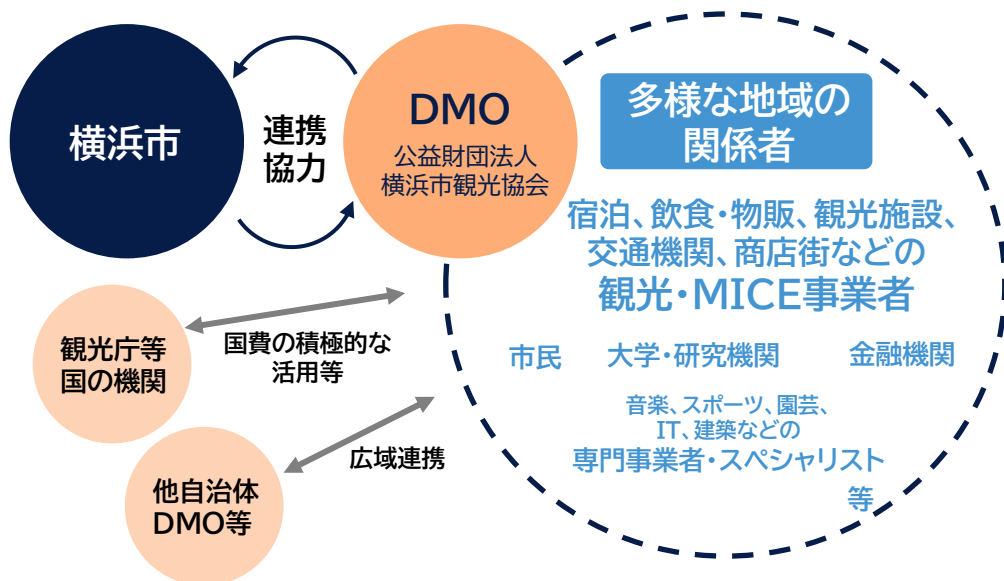 横浜市
連携
協力
DMO
公益財団法人
横浜市観光協会
多様な地域の
関係者
宿泊、飲食・物販、観光施設、
交通機関、商店街などの
観光・MICE事業者
市民
大学・研究機関
金融機関
音楽、スポーツ、園芸、
IT、建築などの
専門事業者・スペシャリスト
等
観光庁等
国の機関
国費の積極的な
活用等
広域連携
他自治体
DMO等